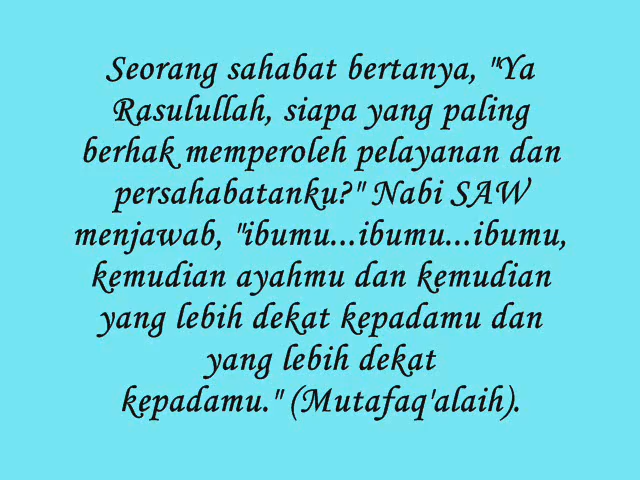 Seorang sahabat bertanya, "Ya
Rasulullah, siapa yang paling
berhak memperoleh pelayanan dan
persahabatanku?" Nabi SAW
menjawab, "ibumu...ibumu...ibumu,
kemudian ayahmu dan kemudian
yang lebih dekat kepadamu dan
yang lebih dekat
kepadamu." (Mutafaq'alaih).